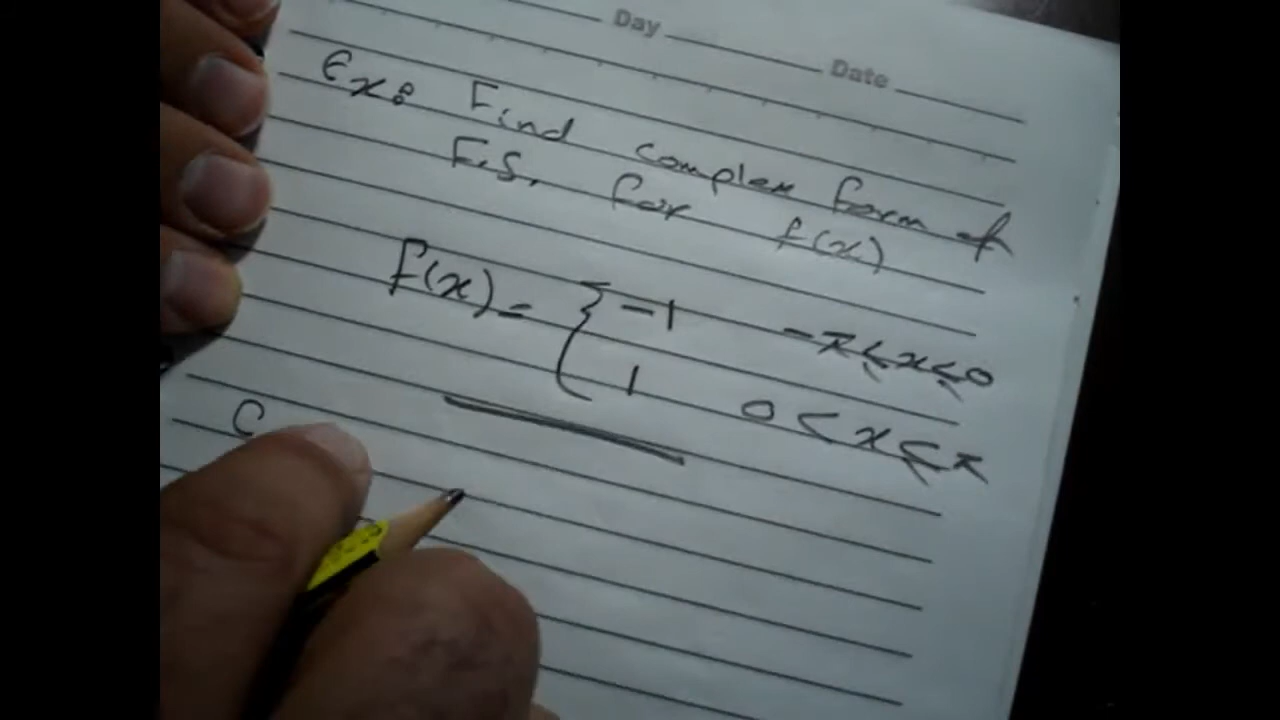 Day Date
Ex: Find complex form of
F.S. for f(x)
f(x) = { -1 -π ≤ x ≤ 0
1 0 < x ≤ π
C